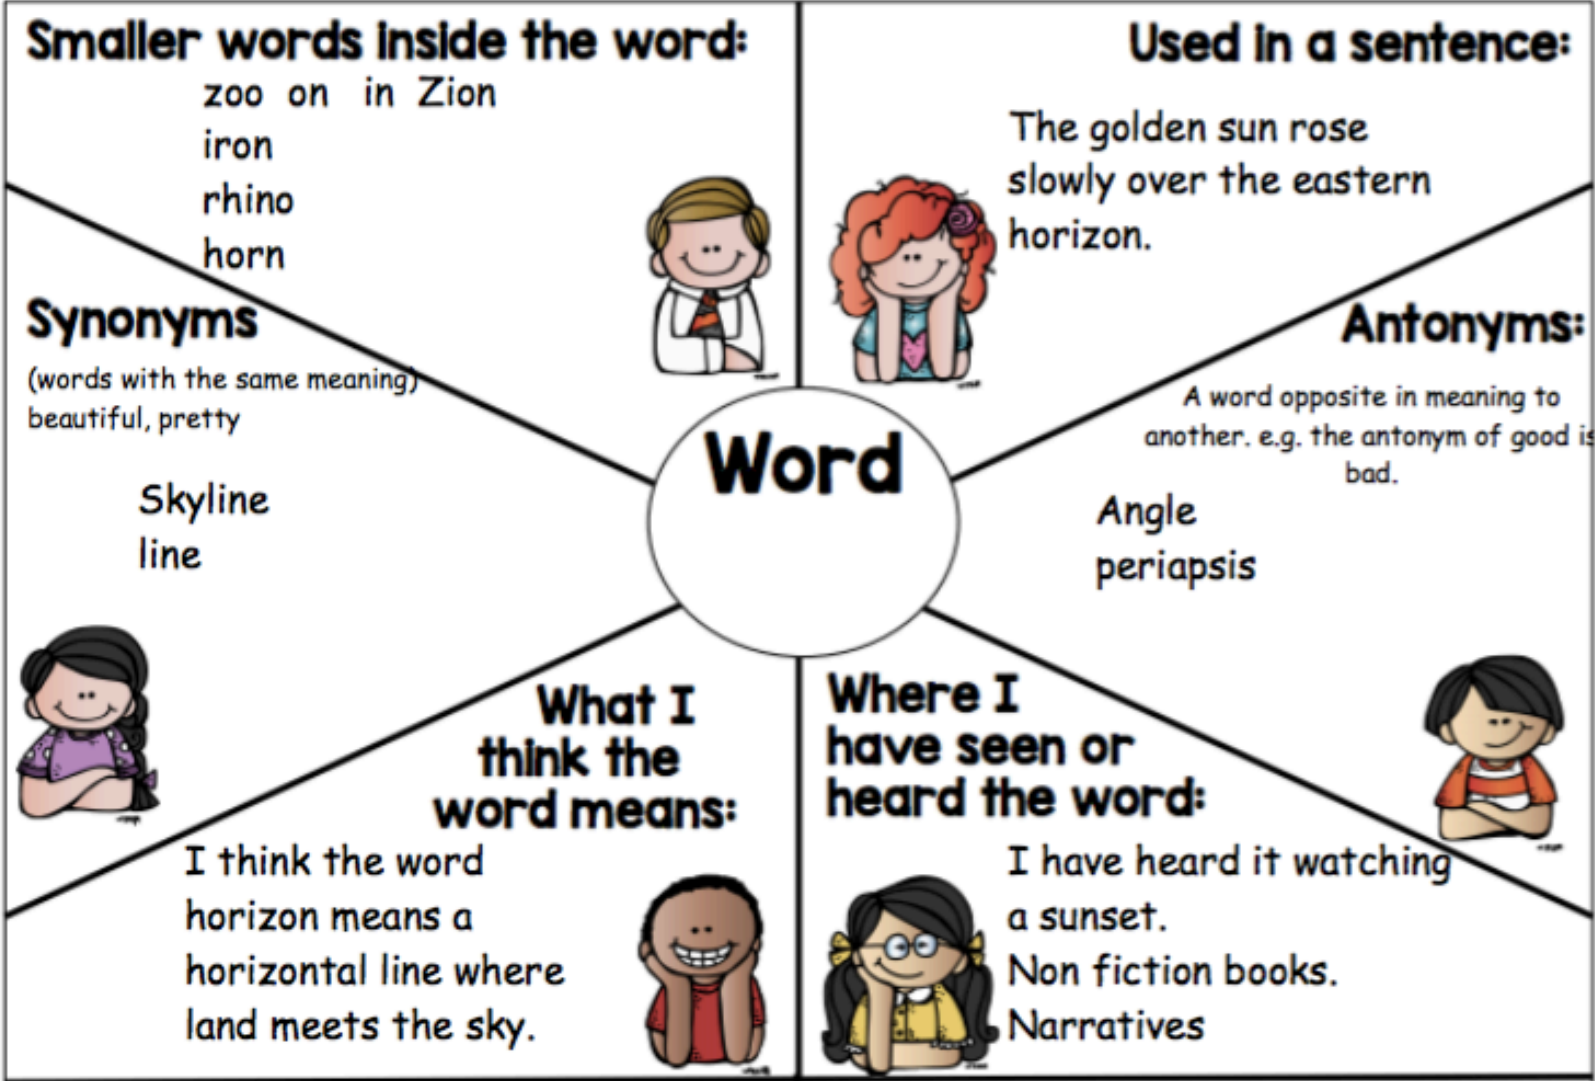 Smaller words inside the word:
zoo on in Zion
iron
rhino
horn
Used in a sentence:
The golden sun rose
slowly over the eastern
horizon.
Synonyms
(words with the same meaning)
beautiful, pretty
Skyline
line
Word
Antonyms:
A word opposite in meaning to
another. e.g. the antonym of good is
bad.
Angle
periapsis
What I
think the
word means:
I think the word
horizon means a
horizontal line where
land meets the sky.
Where I
have seen or
heard the word:
I have heard it watching
a sunset.
Non fiction books.
Narratives